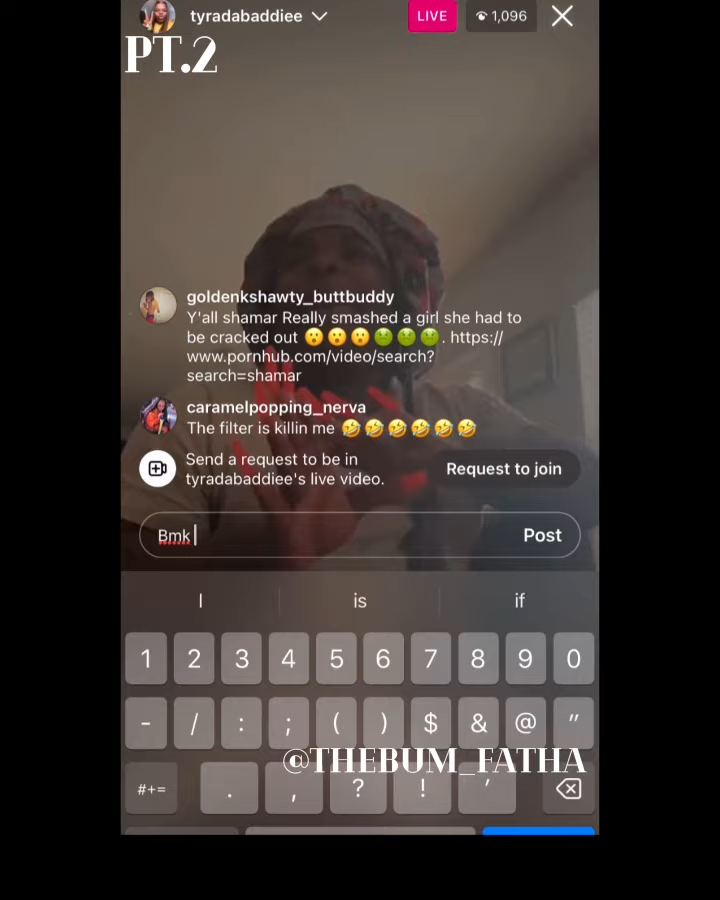 tyradabaddiee
LIVE
1,096
PT.2
goldenkshawty_buttbuddy
Y'all shamar Really smashed a girl she had to
be cracked out 😮😮😮🤢🤢🤢. https://
www.pornhub.com/video/search?
search=shamar
caramelpopping_nerva
The filter is killin me 🤣🤣🤣🤣🤣🤣
Send a request to be in
tyradabaddiee's live video.
Request to join
Bmk
Post
I is if
1 2 3 4 5 6 7 8 9 0
- / : ; ( ) $ & @ "
@THEBUM_FATHA
#+= . , ? ! '